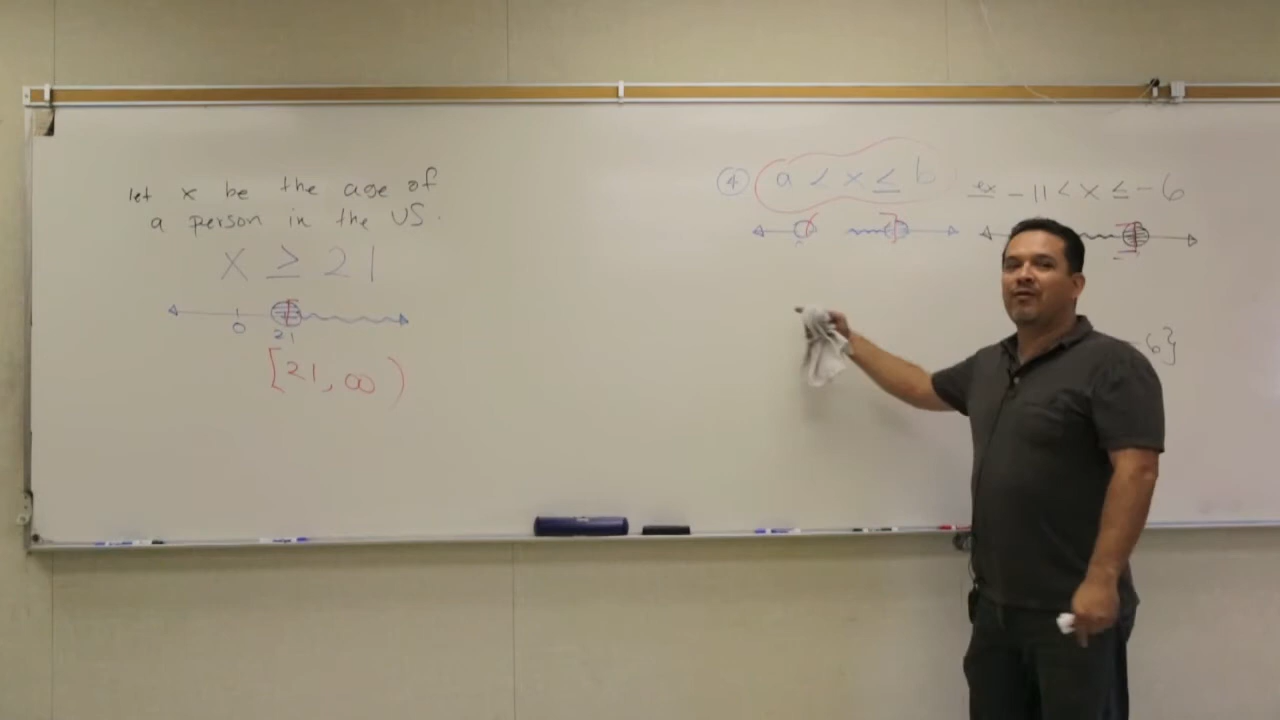 let x be the age of
a person in the US.
x ≥ 21
0 21
[21, ∞)
④ a < x ≤ b
ex -11 < x ≤ -6
-6}